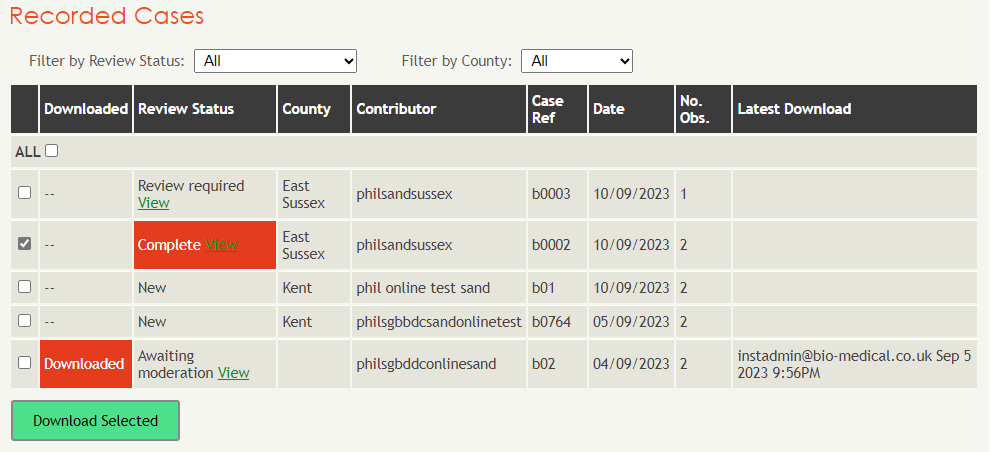 Recorded Cases
Filter by Review Status: All Filter by County: All
Downloaded Review Status County Contributor Case Ref Date No. Obs. Latest Download
ALL
-- Review required View East Sussex philsandsussex b0003 10/09/2023 1
-- Complete View East Sussex philsandsussex b0002 10/09/2023 2
-- New Kent phil online test sand b01 10/09/2023 2
-- New Kent philsgbbdcsandonlinetest b0764 05/09/2023 2
Downloaded Awaiting moderation View philsgbddconlinesand b02 04/09/2023 2 instadmin@bio-medical.co.uk Sep 5 2023 9:56PM
Download Selected